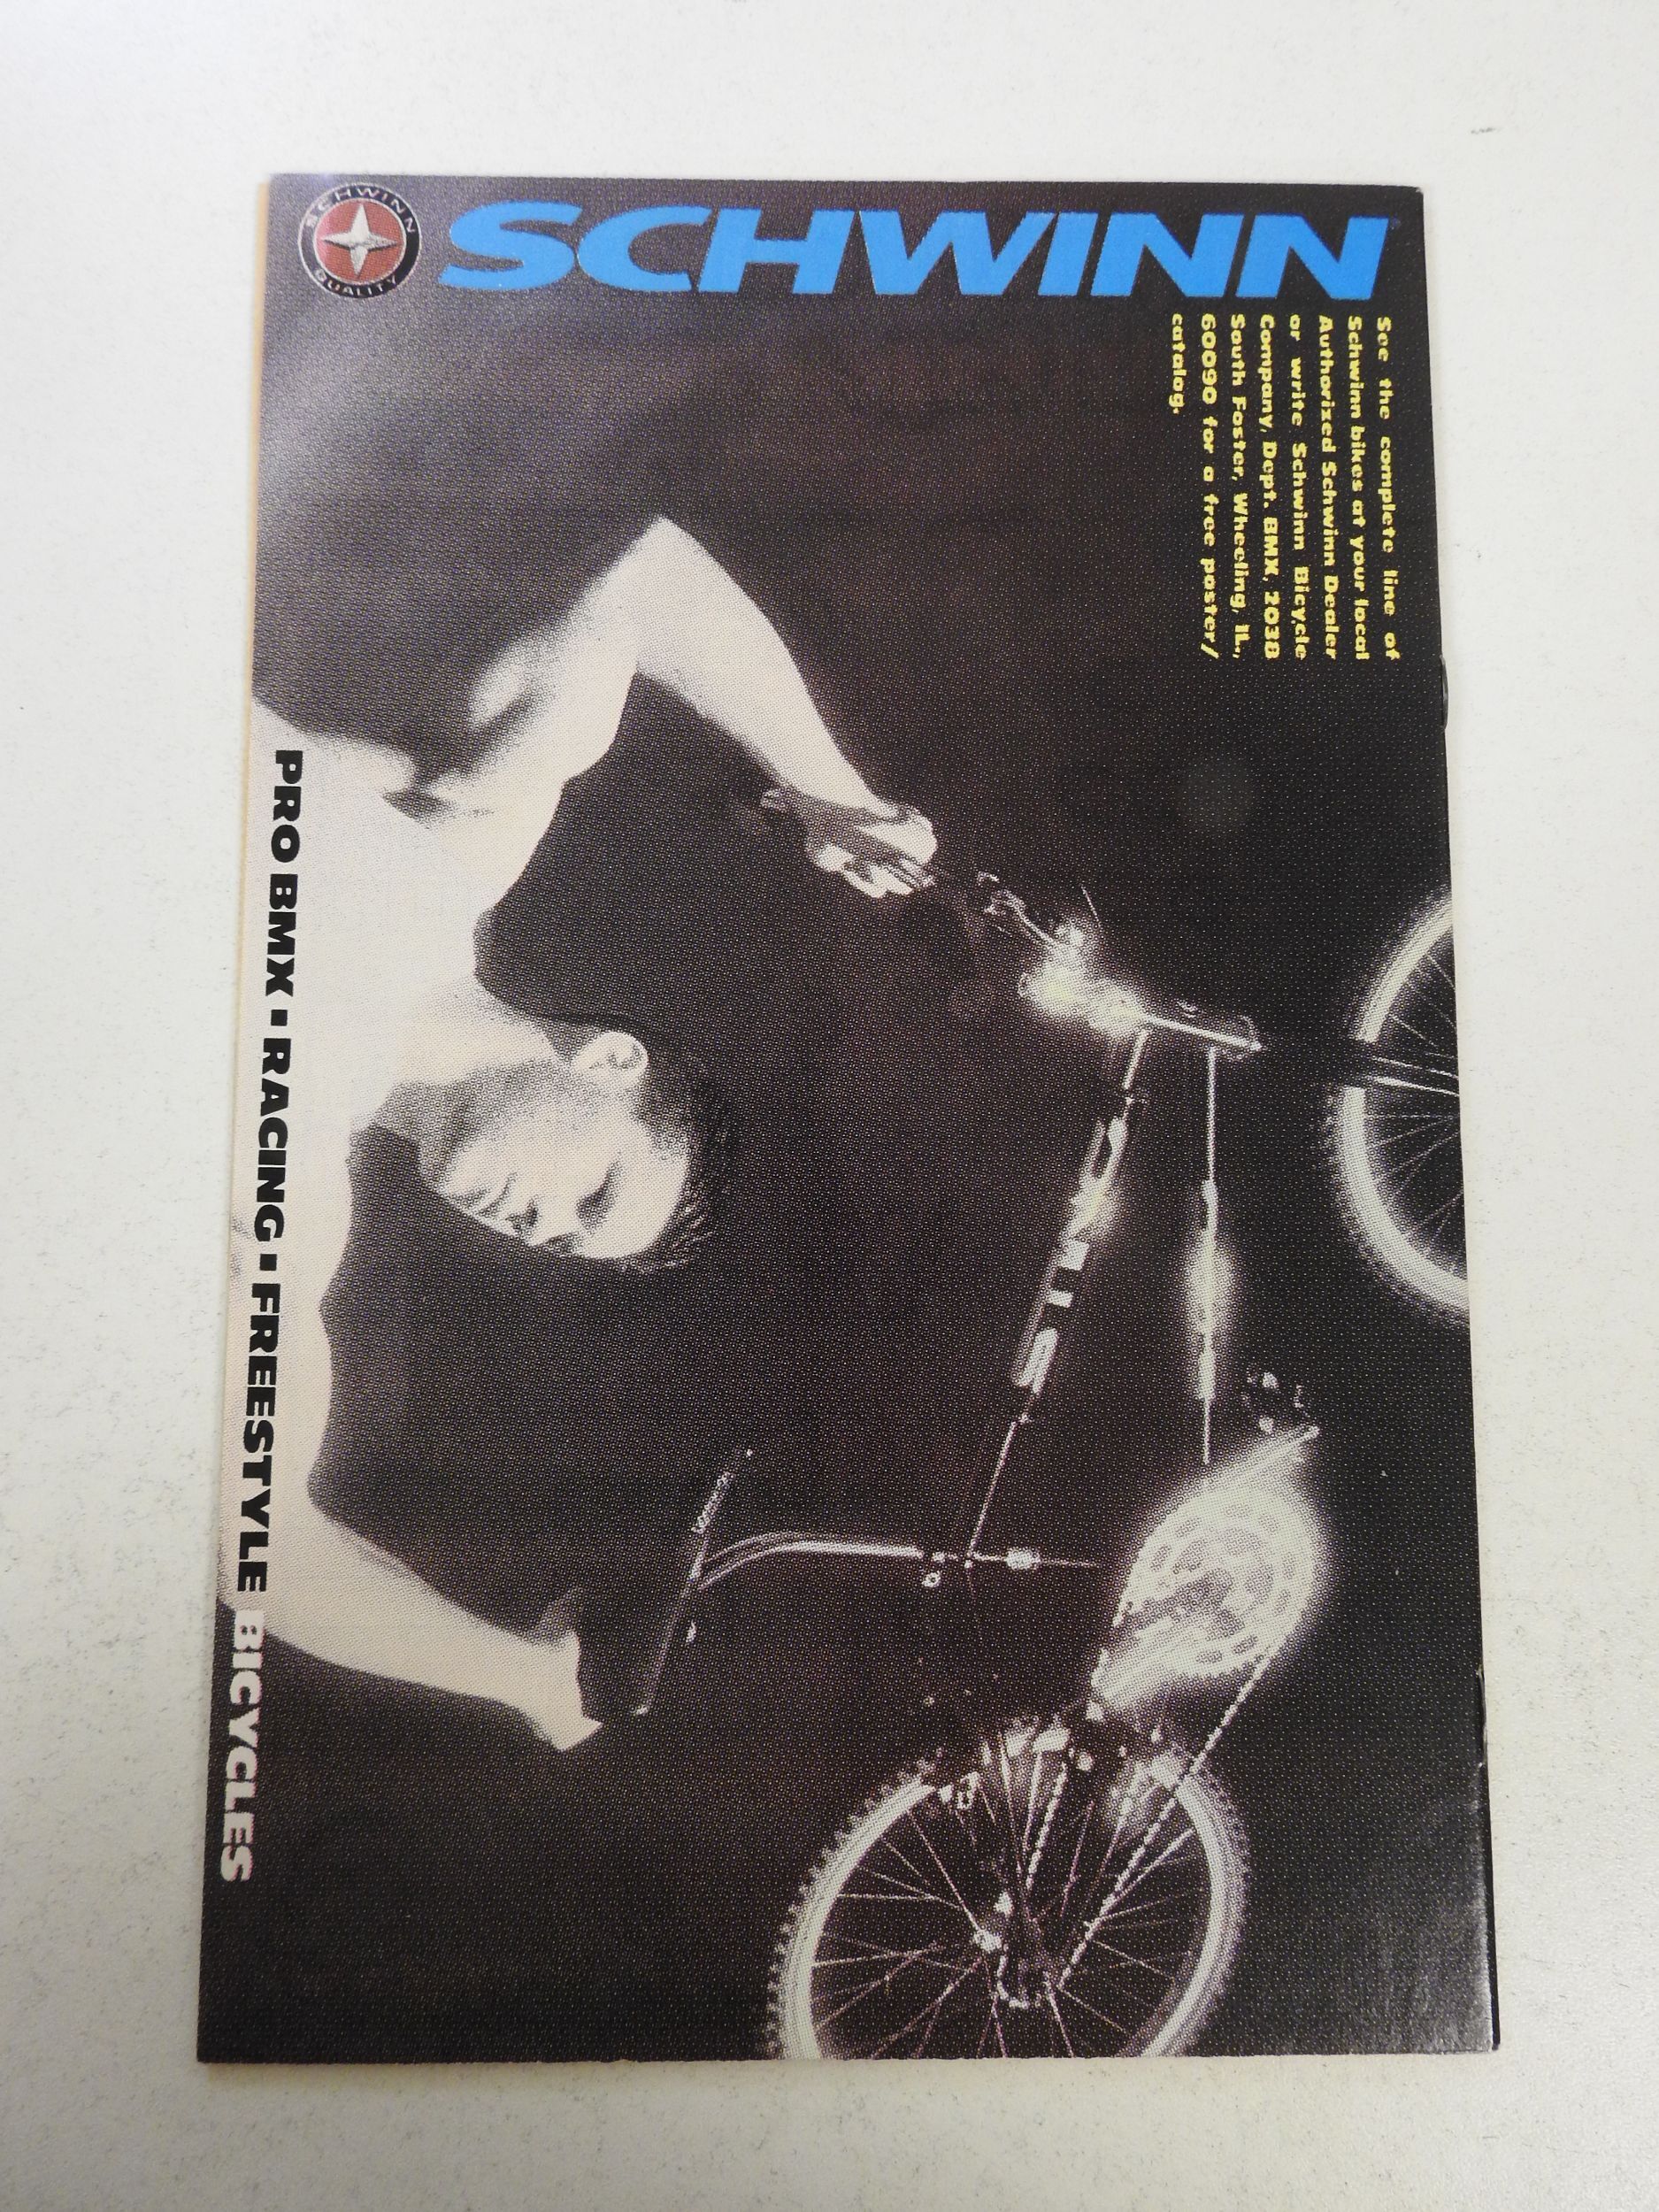 SCHWINN
QUALITY
SCHWINN
See the complete line of
Schwinn bikes at your local
Authorized Schwinn Dealer
or write Schwinn Bicycle
Company, Dept. BMX, 2038
South Foster, Wheeling, IL.,
60090 for a free poster/
catalog.
PRO BMX · RACING · FREESTYLE BICYCLES